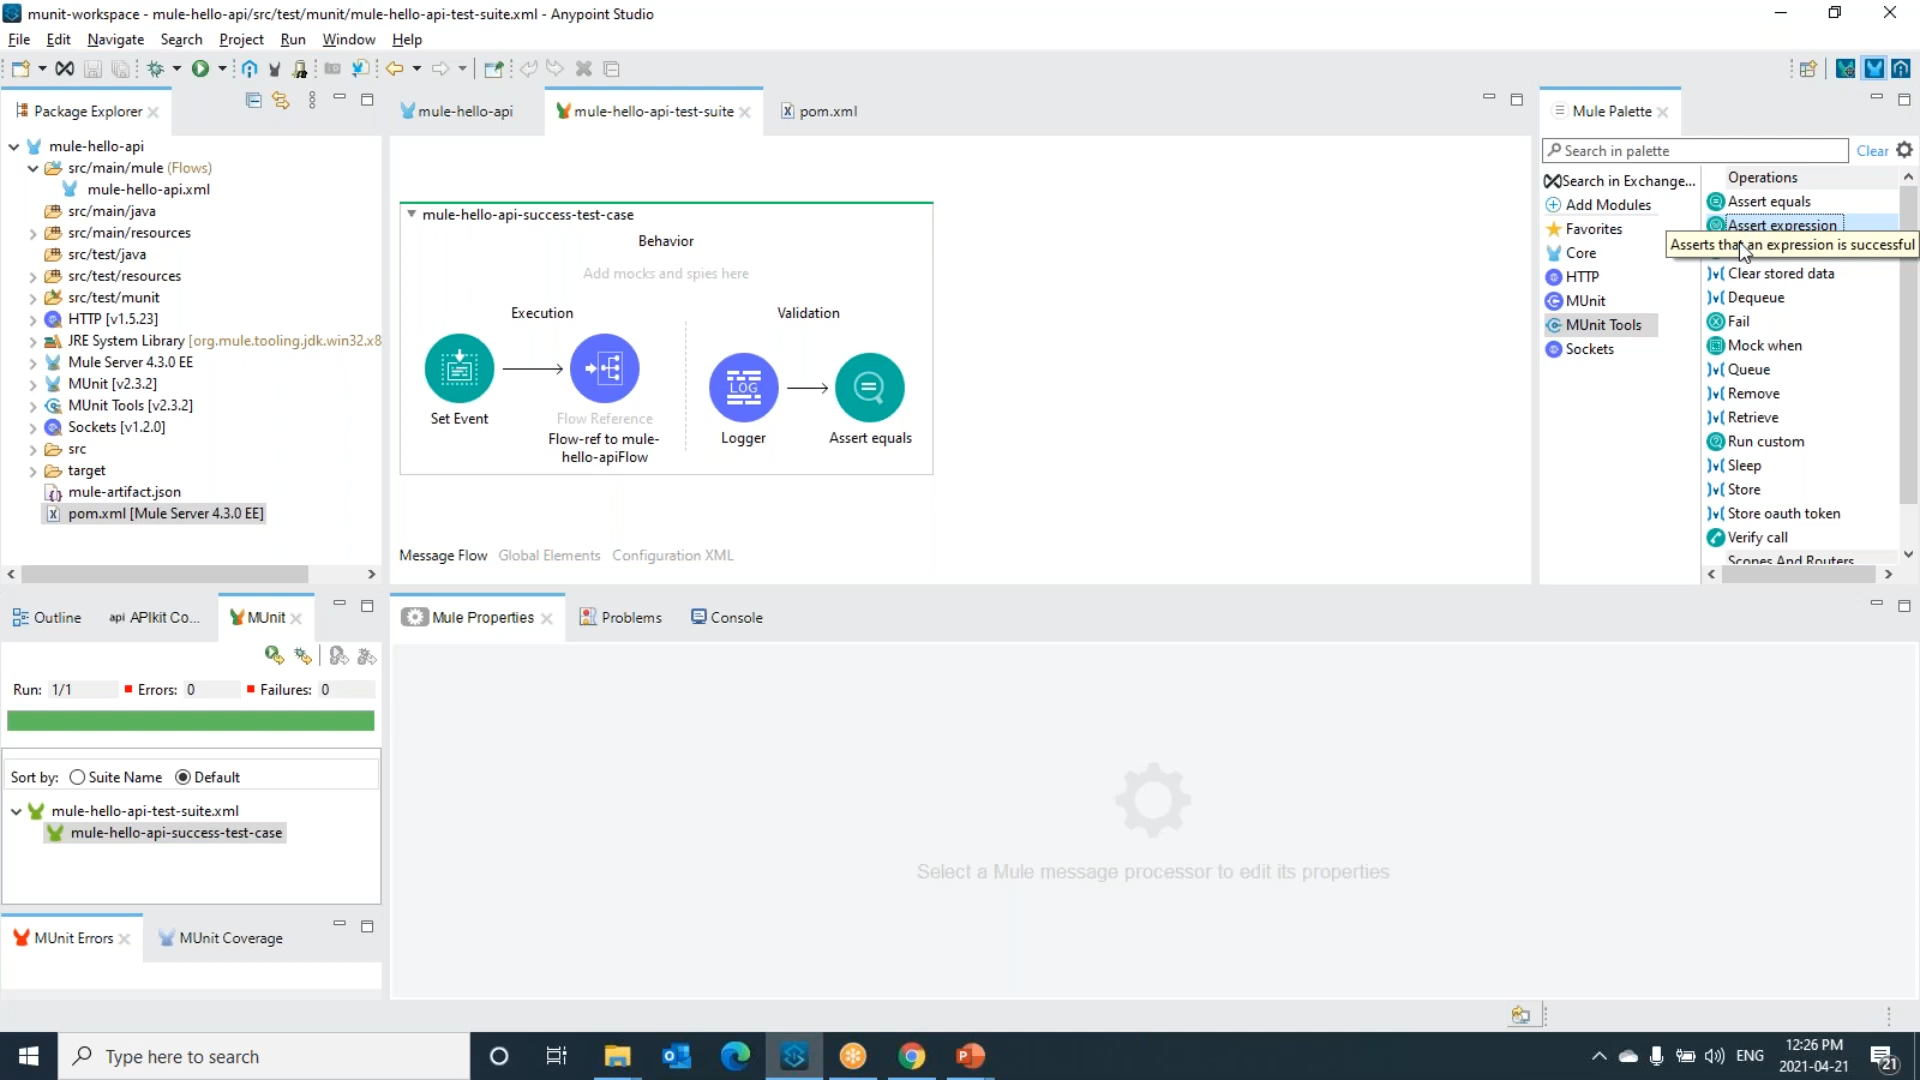 munit-workspace - mule-hello-api/src/test/munit/mule-hello-api-test-suite.xml - Anypoint Studio
File Edit Navigate Search Project Run Window Help
Package Explorer
mule-hello-api
src/main/mule (Flows)
mule-hello-api.xml
src/main/java
src/main/resources
src/test/java
src/test/resources
src/test/munit
HTTP [v1.5.23]
JRE System Library [org.mule.tooling.jdk.win32.x8
Mule Server 4.3.0 EE
MUnit [v2.3.2]
MUnit Tools [v2.3.2]
Sockets [v1.2.0]
src
target
mule-artifact.json
pom.xml [Mule Server 4.3.0 EE]
mule-hello-api mule-hello-api-test-suite pom.xml
mule-hello-api-success-test-case
Behavior
Add mocks and spies here
Execution
Validation
LOG
Set Event
Flow Reference
Flow-ref to mule-
hello-apiFlow
Logger
Assert equals
Message Flow Global Elements Configuration XML
Mule Palette
Search in palette
Clear
Search in Exchange...
Add Modules
Favorites
Core
HTTP
MUnit
MUnit Tools
Sockets
Operations
Assert equals
Assert expression
Asserts that an expression is successful
Clear stored data
Dequeue
Fail
Mock when
Queue
Remove
Retrieve
Run custom
Sleep
Store
Store oauth token
Verify call
Scopes And Routers
Outline api APIkit Co... MUnit
Run: 1/1 Errors: 0 Failures: 0
Sort by: Suite Name Default
mule-hello-api-test-suite.xml
mule-hello-api-success-test-case
MUnit Errors MUnit Coverage
Mule Properties Problems Console
Select a Mule message processor to edit its properties
Type here to search
ENG
12:26 PM
2021-04-21
21